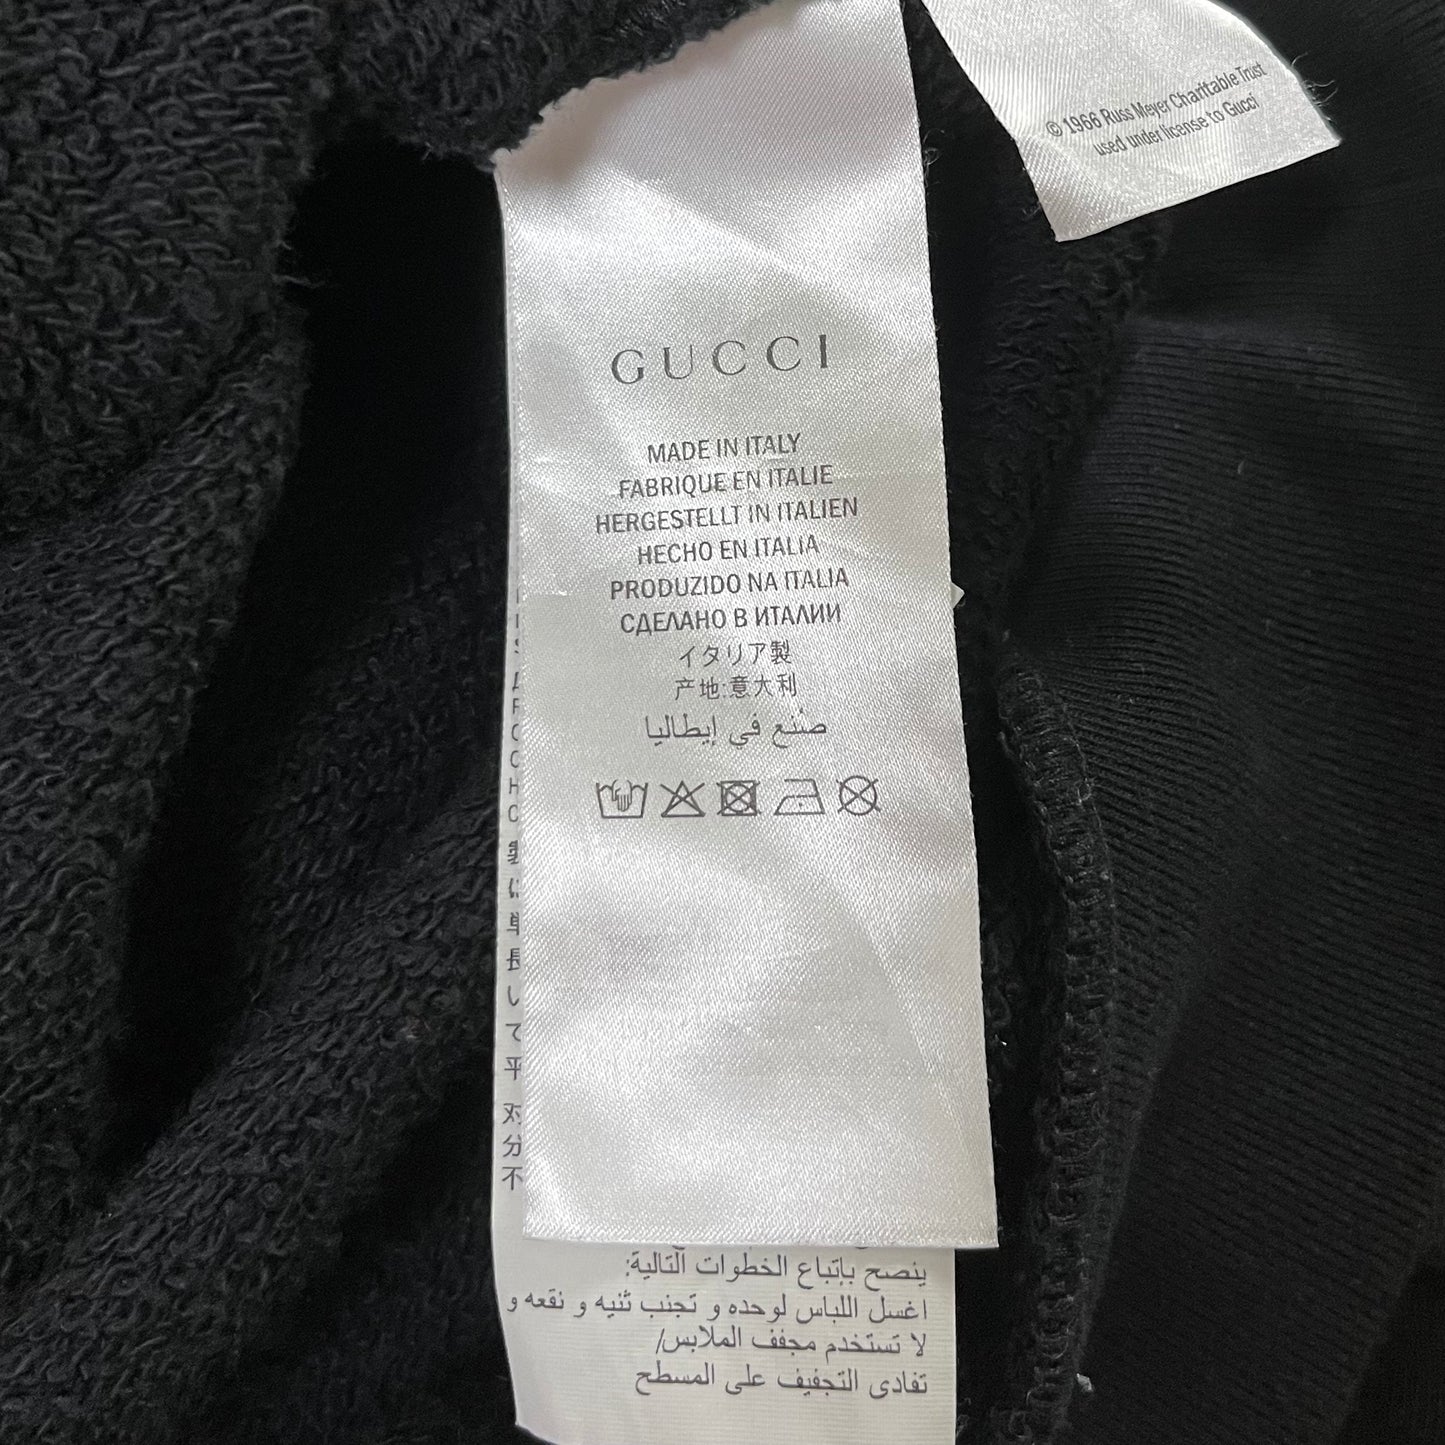 © 1966 Russ Meyer Charitable Trust
used under license to Gucci
GUCCI
MADE IN ITALY
FABRIQUE EN ITALIE
HERGESTELLT IN ITALIEN
HECHO EN ITALIA
PRODUZIDO NA ITALIA
СДЕЛАНО В ИТАЛИИ
イタリア製
产地:意大利
صُنع في إيطاليا
ينصح بإتباع الخطوات التالية:
اغسل اللباس لوحده و تجنب ثنيه و نقعه و
لا تستخدم مجفف الملابس/
تفادى التجفيف على المسطح